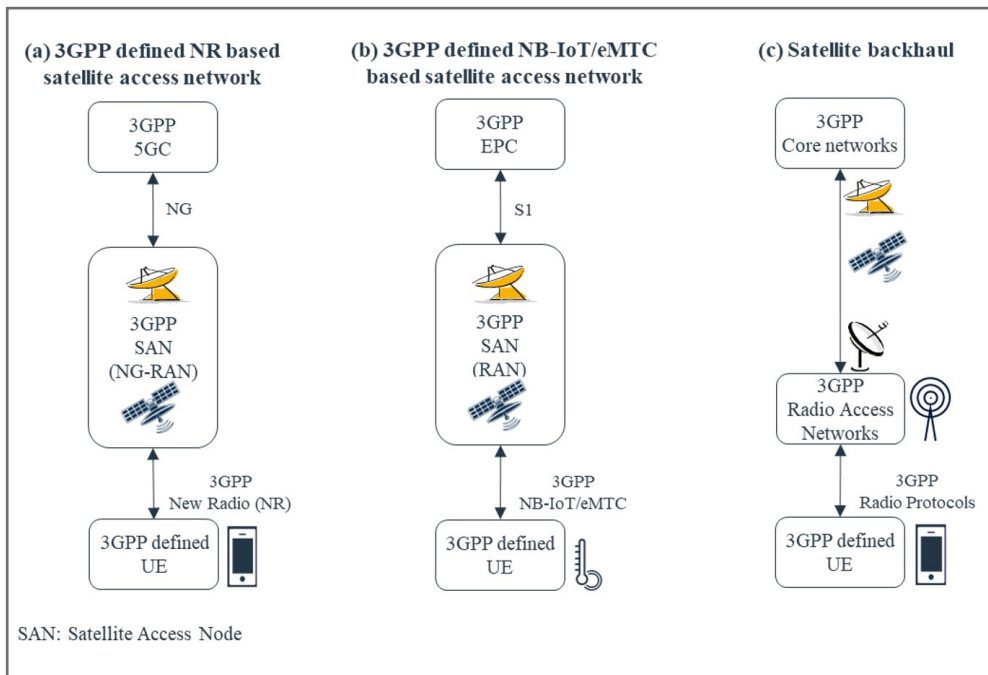 (a) 3GPP defined NR based
satellite access network
3GPP
5GC
NG
3GPP
SAN
(NG-RAN)
3GPP
New Radio (NR)
3GPP defined
UE
(b) 3GPP defined NB-IoT/eMTC
based satellite access network
3GPP
EPC
S1
3GPP
SAN
(RAN)
3GPP
NB-IoT/eMTC
3GPP defined
UE
(c) Satellite backhaul
3GPP
Core networks
3GPP
Radio Access
Networks
3GPP
Radio Protocols
3GPP defined
UE
SAN: Satellite Access Node